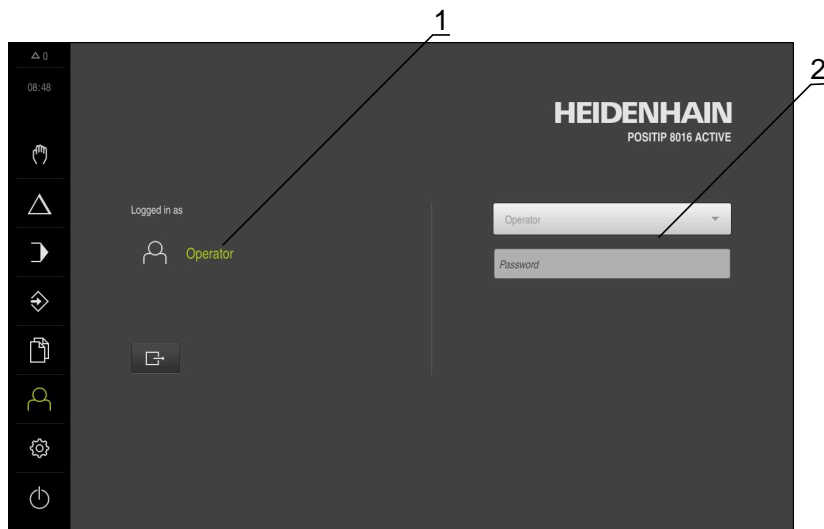 1
2
0
08:48
HEIDENHAIN
POSITIP 8016 ACTIVE
Logged in as
Operator
Operator
Password